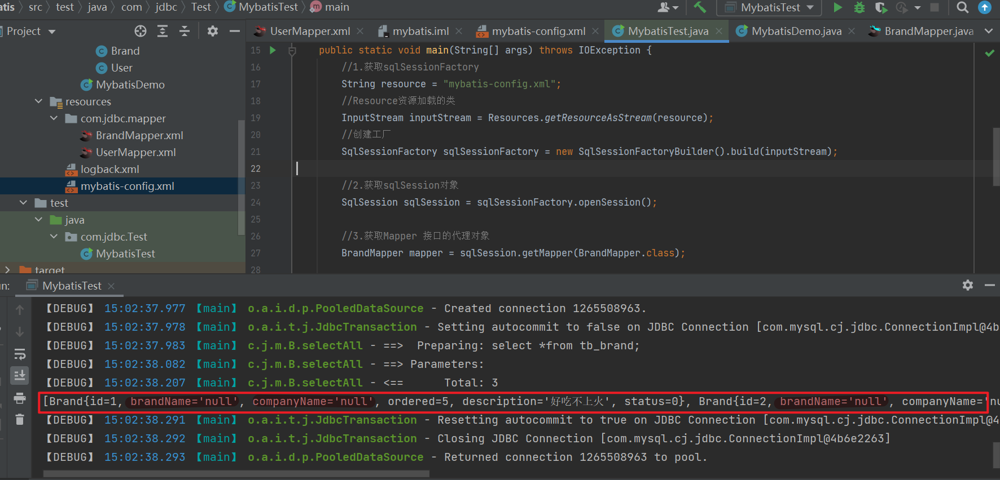 atis src test java com jdbc Test MybatisTest main MybatisTest
Project
UserMapper.xml mybatis.iml mybatis-config.xml MybatisTest.java MybatisDemo.java BrandMapper.java
Brand
User
MybatisDemo
resources
com.jdbc.mapper
BrandMapper.xml
UserMapper.xml
logback.xml
mybatis-config.xml
test
java
com.jdbc.Test
MybatisTest
target
15 public static void main(String[] args) throws IOException {
16 //1.获取sqlSessionFactory
17 String resource = "mybatis-config.xml";
18 //Resource资源加载的类
19 InputStream inputStream = Resources.getResourceAsStream(resource);
20 //创建工厂
21 SqlSessionFactory sqlSessionFactory = new SqlSessionFactoryBuilder().build(inputStream);
22
23 //2.获取sqlSession对象
24 SqlSession sqlSession = sqlSessionFactory.openSession();
25
26 //3.获取Mapper 接口的代理对象
27 BrandMapper mapper = sqlSession.getMapper(BrandMapper.class);
28
un: MybatisTest
【DEBUG】 15:02:37.977 【main】 o.a.i.d.p.PooledDataSource - Created connection 1265508963.
【DEBUG】 15:02:37.978 【main】 o.a.i.t.j.JdbcTransaction - Setting autocommit to false on JDBC Connection [com.mysql.cj.jdbc.ConnectionImpl@4b
【DEBUG】 15:02:37.983 【main】 c.j.m.B.selectAll - ==>  Preparing: select *from tb_brand;
【DEBUG】 15:02:38.082 【main】 c.j.m.B.selectAll - ==> Parameters:
【DEBUG】 15:02:38.207 【main】 c.j.m.B.selectAll - <==      Total: 3
[Brand{id=1, brandName='null', companyName='null', ordered=5, description='好吃不上火', status=0}, Brand{id=2, brandName='null', companyName='nu
【DEBUG】 15:02:38.291 【main】 o.a.i.t.j.JdbcTransaction - Resetting autocommit to true on JDBC Connection [com.mysql.cj.jdbc.ConnectionImpl@4
【DEBUG】 15:02:38.292 【main】 o.a.i.t.j.JdbcTransaction - Closing JDBC Connection [com.mysql.cj.jdbc.ConnectionImpl@4b6e2263]
【DEBUG】 15:02:38.293 【main】 o.a.i.d.p.PooledDataSource - Returned connection 1265508963 to pool.